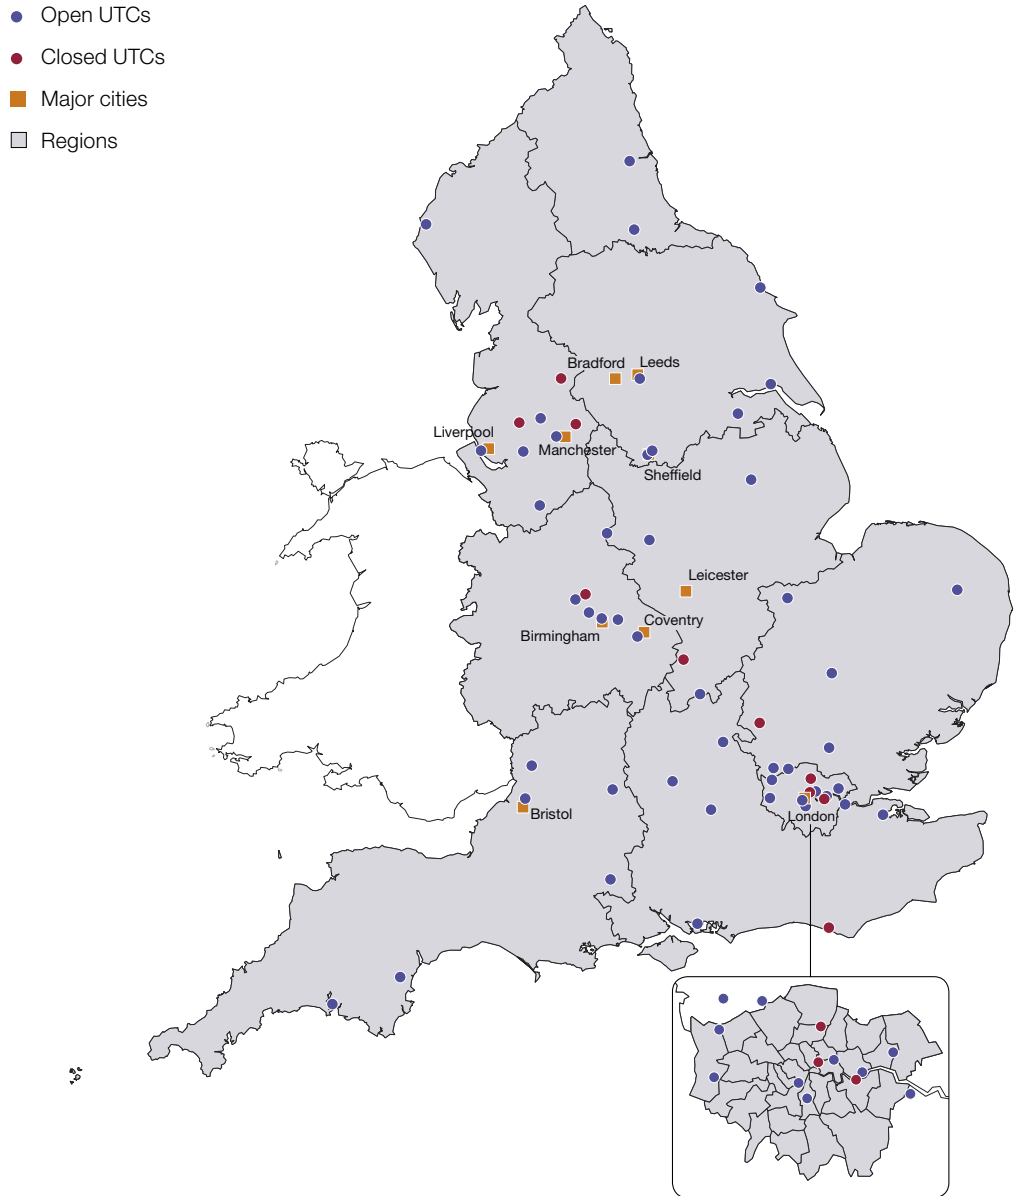 Open UTCs
Closed UTCs
Major cities
Regions
Bradford
Leeds
Liverpool
Manchester
Sheffield
Leicester
Coventry
Birmingham
Bristol
London